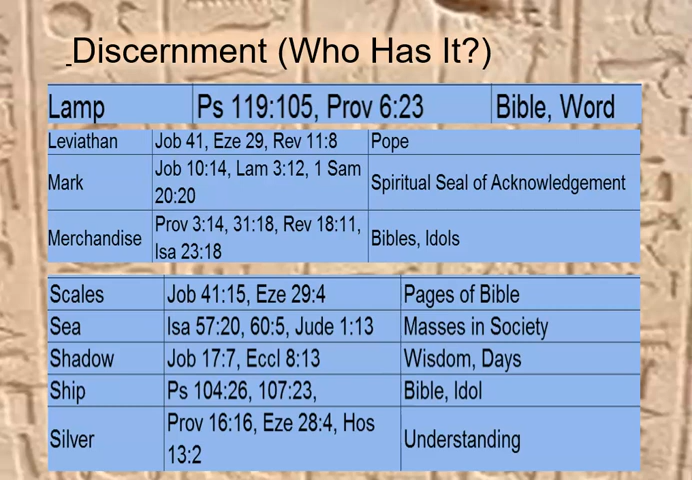 Discernment (Who Has It?)
Lamp Ps 119:105, Prov 6:23 Bible, Word
Leviathan Job 41, Eze 29, Rev 11:8 Pope
Mark Job 10:14, Lam 3:12, 1 Sam 20:20 Spiritual Seal of Acknowledgement
Merchandise Prov 3:14, 31:18, Rev 18:11, Isa 23:18 Bibles, Idols
Scales Job 41:15, Eze 29:4 Pages of Bible
Sea Isa 57:20, 60:5, Jude 1:13 Masses in Society
Shadow Job 17:7, Eccl 8:13 Wisdom, Days
Ship Ps 104:26, 107:23, Bible, Idol
Silver Prov 16:16, Eze 28:4, Hos 13:2 Understanding